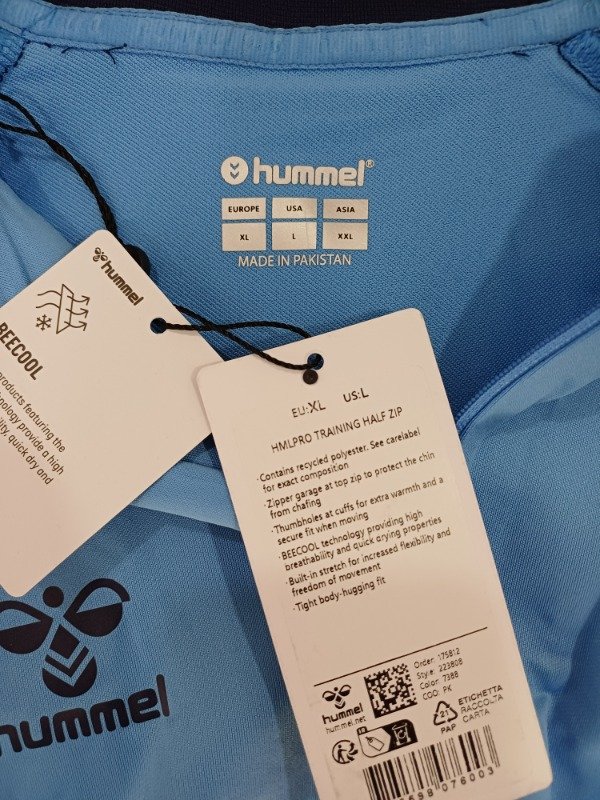 hummel®
EUROPE USA ASIA
XL L XXL
MADE IN PAKISTAN
hummel
BEECOOL
products featuring the
technology provide a high
quick dry and
EU:XL US:L
HMLPRO TRAINING HALF ZIP
·Contains recycled polyester. See carelabel
for exact composition
·Zipper garage at top zip to protect the chin
from chafing
·Thumbholes at cuffs for extra warmth and a
secure fit when moving
·BEECOOL technology providing high
breathability and quick drying properties
·Built-in stretch for increased flexibility and
freedom of movement
·Tight body-hugging fit
Order: 175812
Style: 223808
Color: 7388
COO: PK
hummel
hummel.net
21
PAP
ETICHETTA
RACCOLTA
CARTA
076003
hummel